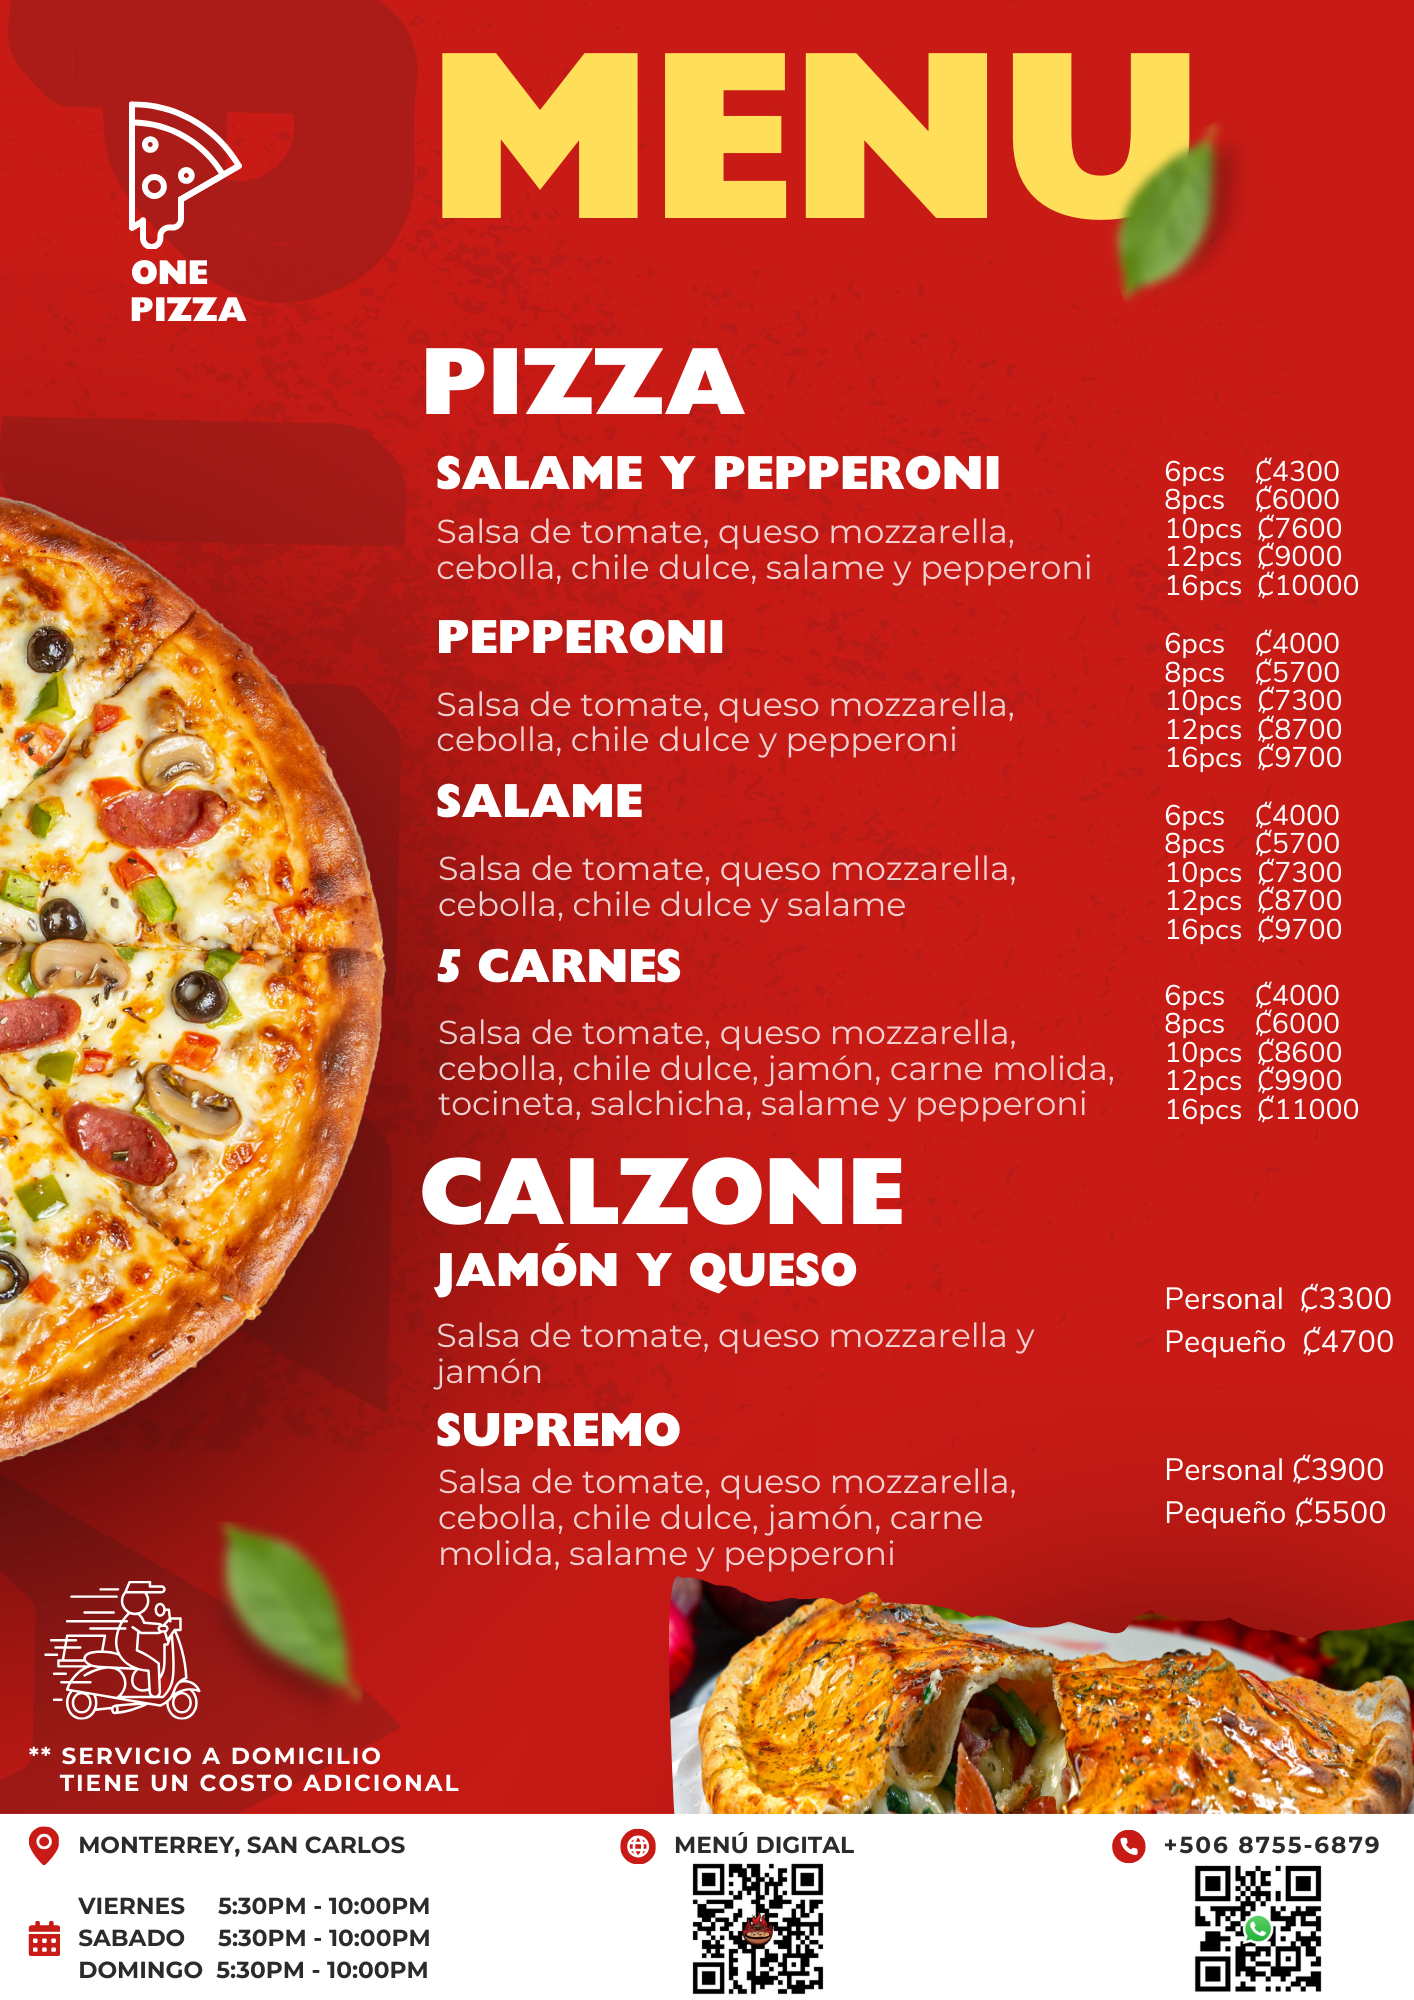 MENU
ONE
PIZZA
PIZZA
SALAME Y PEPPERONI
Salsa de tomate, queso mozzarella,
cebolla, chile dulce, salame y pepperoni
6pcs ₡4300
8pcs ₡6000
10pcs ₡7600
12pcs ₡9000
16pcs ₡10000
PEPPERONI
Salsa de tomate, queso mozzarella,
cebolla, chile dulce y pepperoni
6pcs ₡4000
8pcs ₡5700
10pcs ₡7300
12pcs ₡8700
16pcs ₡9700
SALAME
Salsa de tomate, queso mozzarella,
cebolla, chile dulce y salame
6pcs ₡4000
8pcs ₡5700
10pcs ₡7300
12pcs ₡8700
16pcs ₡9700
5 CARNES
Salsa de tomate, queso mozzarella,
cebolla, chile dulce, jamón, carne molida,
tocineta, salchicha, salame y pepperoni
6pcs ₡4000
8pcs ₡6000
10pcs ₡8600
12pcs ₡9900
16pcs ₡11000
CALZONE
JAMÓN Y QUESO
Salsa de tomate, queso mozzarella y
jamón
Personal ₡3300
Pequeño ₡4700
SUPREMO
Salsa de tomate, queso mozzarella,
cebolla, chile dulce, jamón, carne
molida, salame y pepperoni
Personal ₡3900
Pequeño ₡5500
** SERVICIO A DOMICILIO
TIENE UN COSTO ADICIONAL
MONTERREY, SAN CARLOS
VIERNES 5:30PM - 10:00PM
SABADO 5:30PM - 10:00PM
DOMINGO 5:30PM - 10:00PM
MENÚ DIGITAL
+506 8755-6879